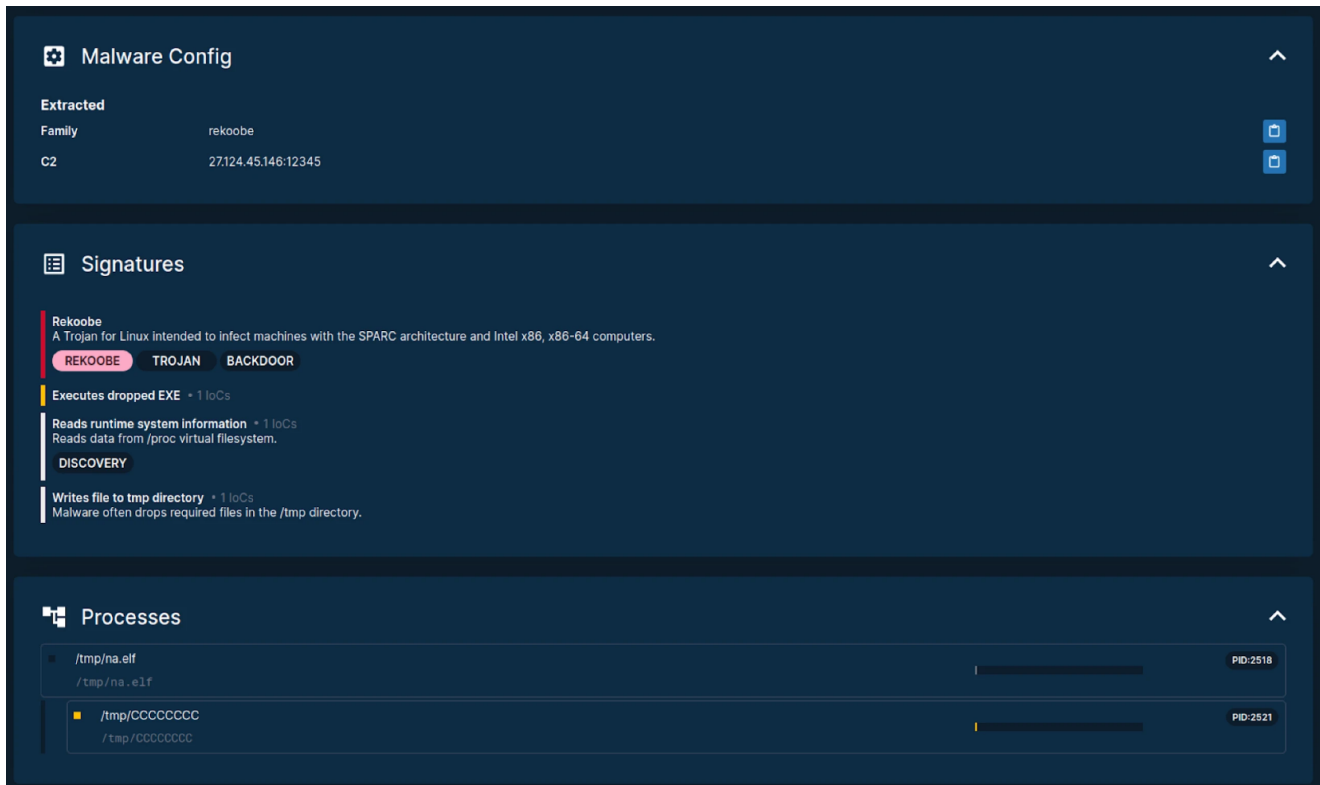 Malware Config
Extracted
Family rekoobe
C2 27.124.45.146:12345
Signatures
Rekoobe
A Trojan for Linux intended to infect machines with the SPARC architecture and Intel x86, x86-64 computers.
REKOOBE TROJAN BACKDOOR
Executes dropped EXE • 1 IoCs
Reads runtime system information • 1 IoCs
Reads data from /proc virtual filesystem.
DISCOVERY
Writes file to tmp directory • 1 IoCs
Malware often drops required files in the /tmp directory.
Processes
/tmp/na.elf
PID:2518
/tmp/na.elf
/tmp/CCCCCCCC
PID:2521
/tmp/CCCCCCCC